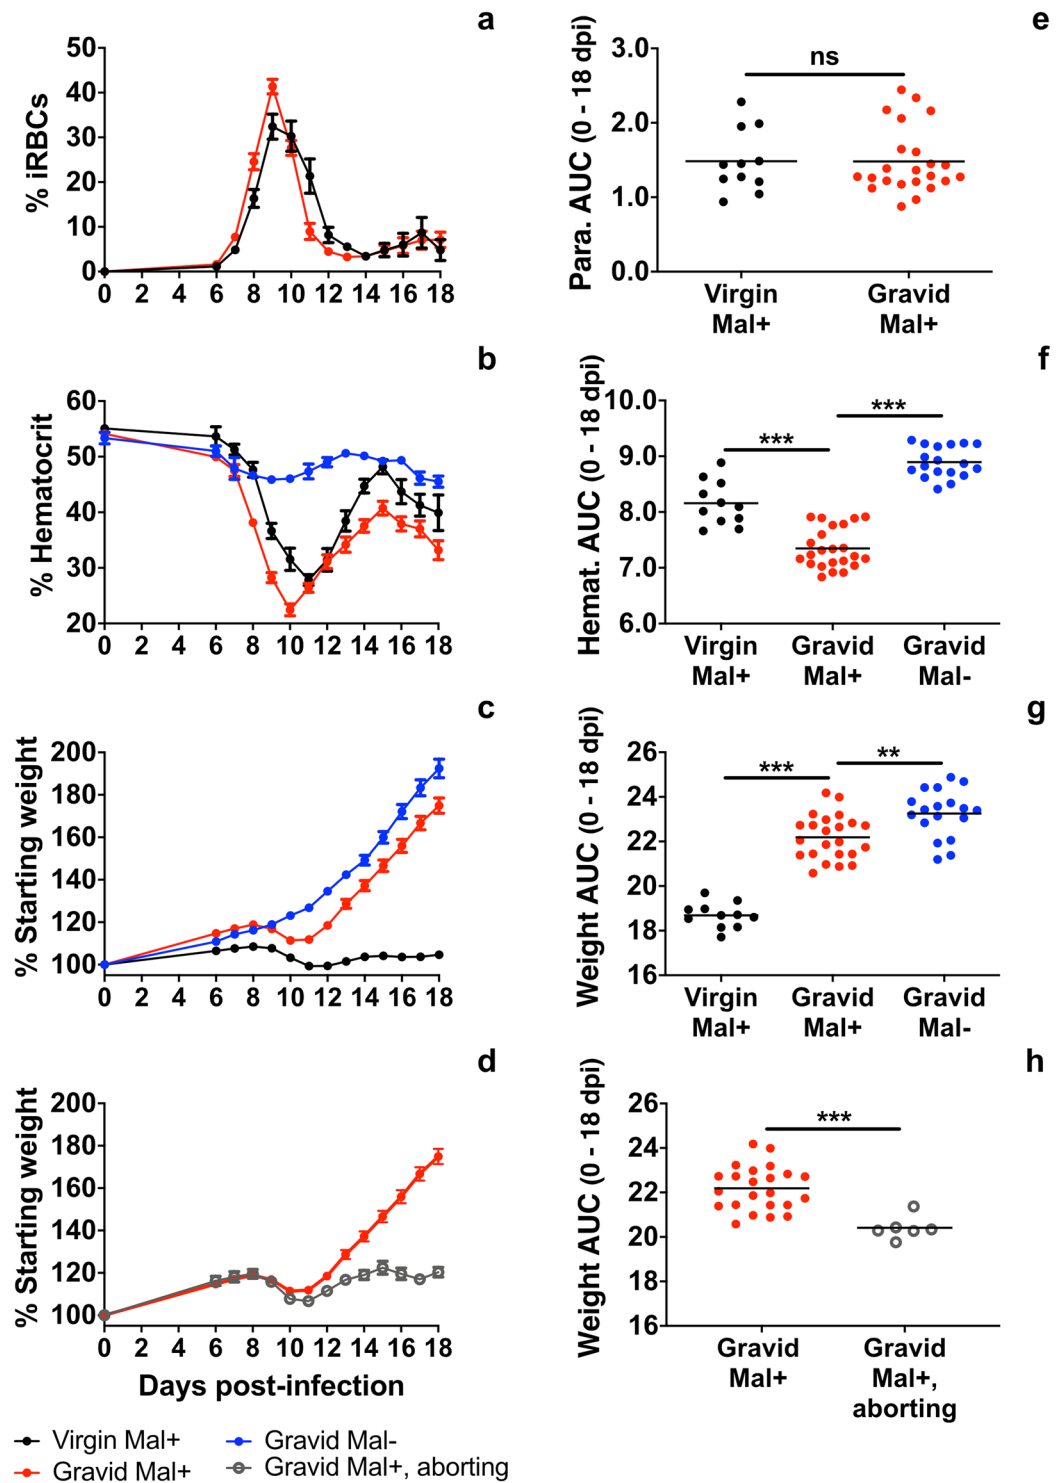 a
50
40
30
20
10
0
% iRBCs
0 2 4 6 8 10 12 14 16 18
e
3.0
2.0
1.0
0.0
Para. AUC (0 - 18 dpi)
ns
Virgin Mal+
Gravid Mal+
b
60
50
40
30
20
% Hematocrit
0 2 4 6 8 10 12 14 16 18
f
10.0
9.0
8.0
7.0
6.0
Hemat. AUC (0 - 18 dpi)
***
***
Virgin Mal+
Gravid Mal+
Gravid Mal-
c
200
180
160
140
120
100
% Starting weight
0 2 4 6 8 10 12 14 16 18
g
26
24
22
20
18
16
Weight AUC (0 - 18 dpi)
***
**
Virgin Mal+
Gravid Mal+
Gravid Mal-
d
200
180
160
140
120
100
% Starting weight
0 2 4 6 8 10 12 14 16 18
Days post-infection
h
26
24
22
20
18
16
Weight AUC (0 - 18 dpi)
***
Gravid Mal+
Gravid Mal+, aborting
Virgin Mal+
Gravid Mal+
Gravid Mal-
Gravid Mal+, aborting